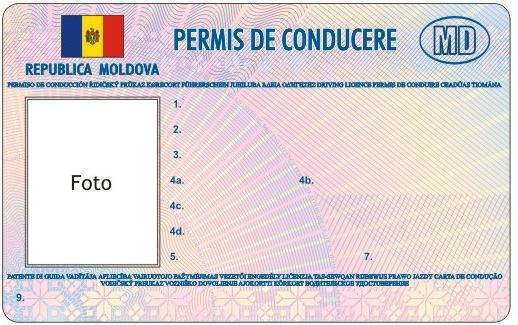 PERMIS DE CONDUCERE
MD
REPUBLICA MOLDOVA
PERMISO DE CONDUCCIÓN ŘIDIČSKÝ PRŮKAZ KØREKORT FÜHRERSCHEIN JUHILUBA DRIVING LICENCE PERMIS DE CONDUIRE CEADÚAS TIOMÁNA
Foto
1.
2.
3.
4a. 4b.
4c.
4d.
5. 7.
PATENTE DI GUIDA VADĪTĀJA APLIECĪBA VAIRUOTOJO PAŽYMĖJIMAS VEZETŐI ENGEDÉLY LIĊENZJA TAS-SEWQAN RIJBEWIJS PRAWO JAZDY CARTA DE CONDUÇÃO
VODIČSKÝ PREUKAZ VOZNIŠKO DOVOLJENJE AJOKORTTI KÖRKORT ВОДИТЕЛЬСКОЕ УДОСТОВЕРЕНИЕ
9.